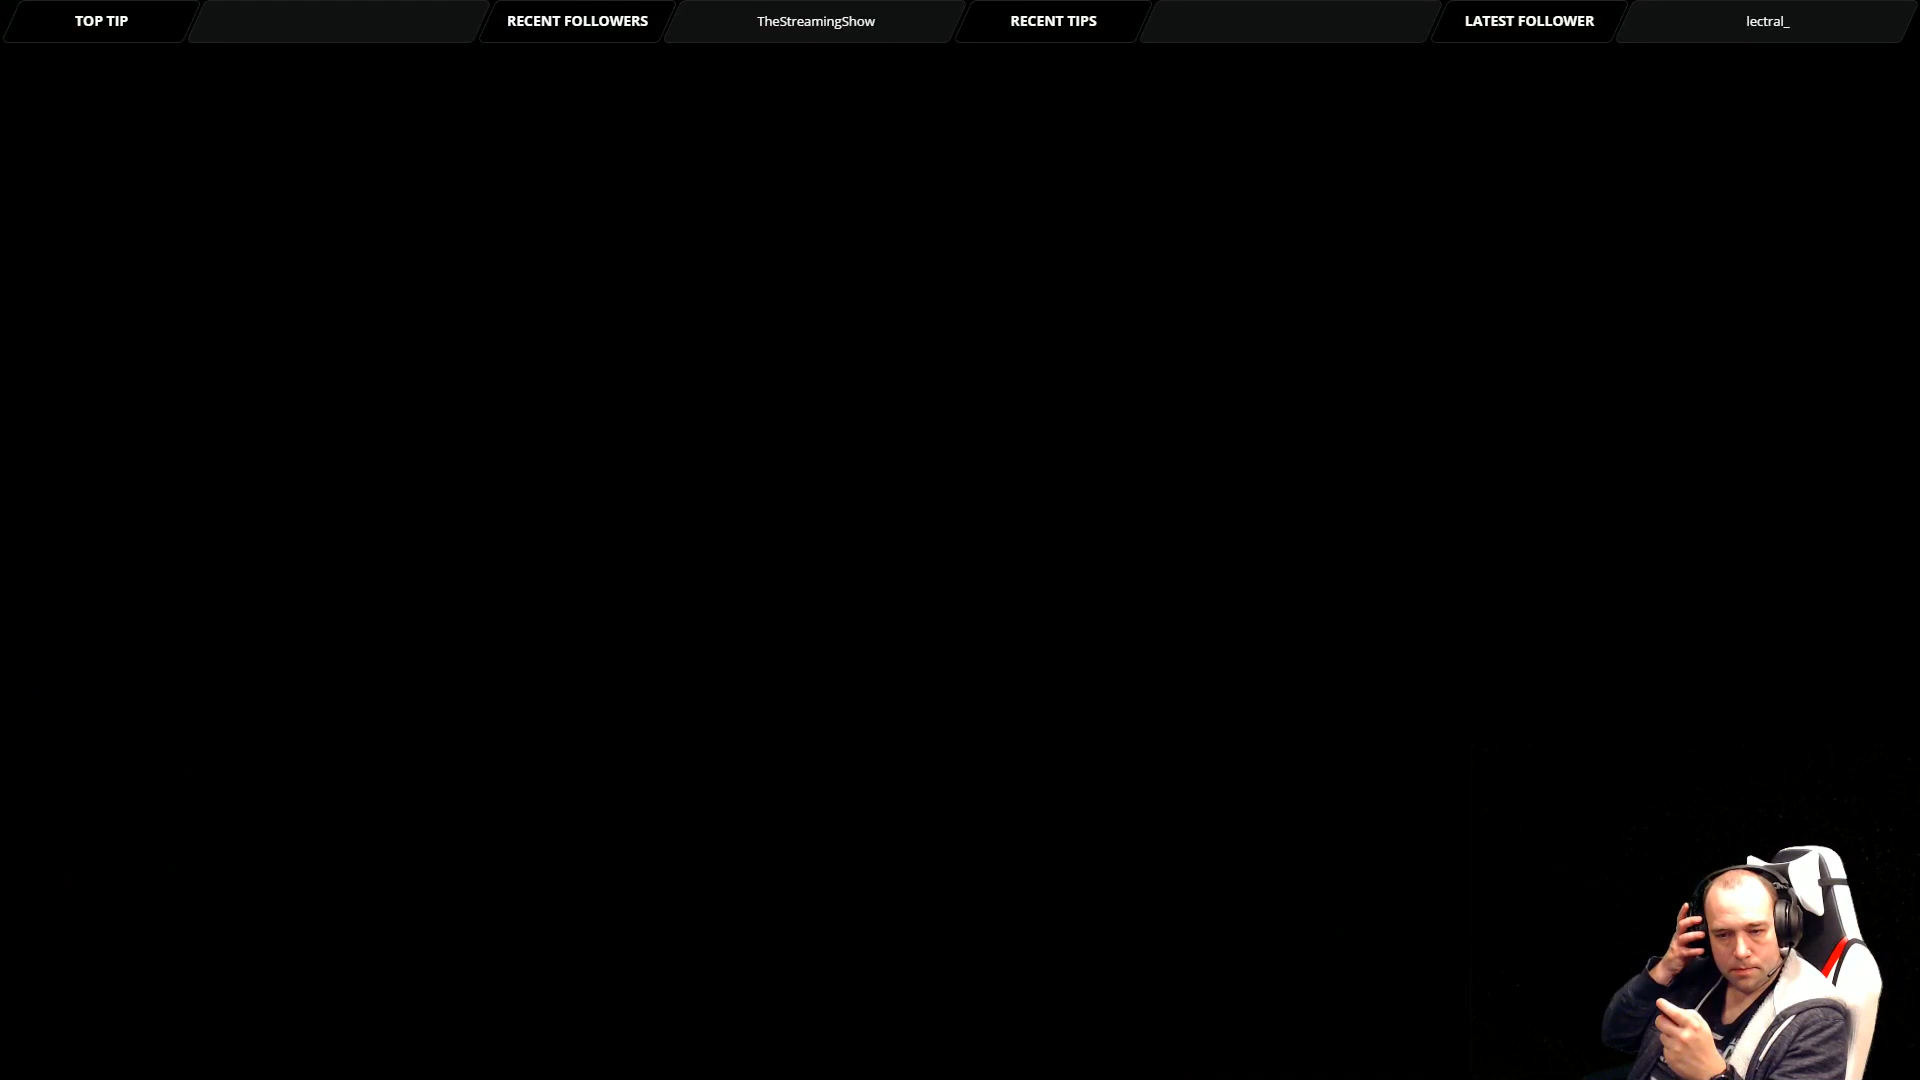 TOP TIP
RECENT FOLLOWERS
TheStreamingShow
RECENT TIPS
LATEST FOLLOWER
lectral_